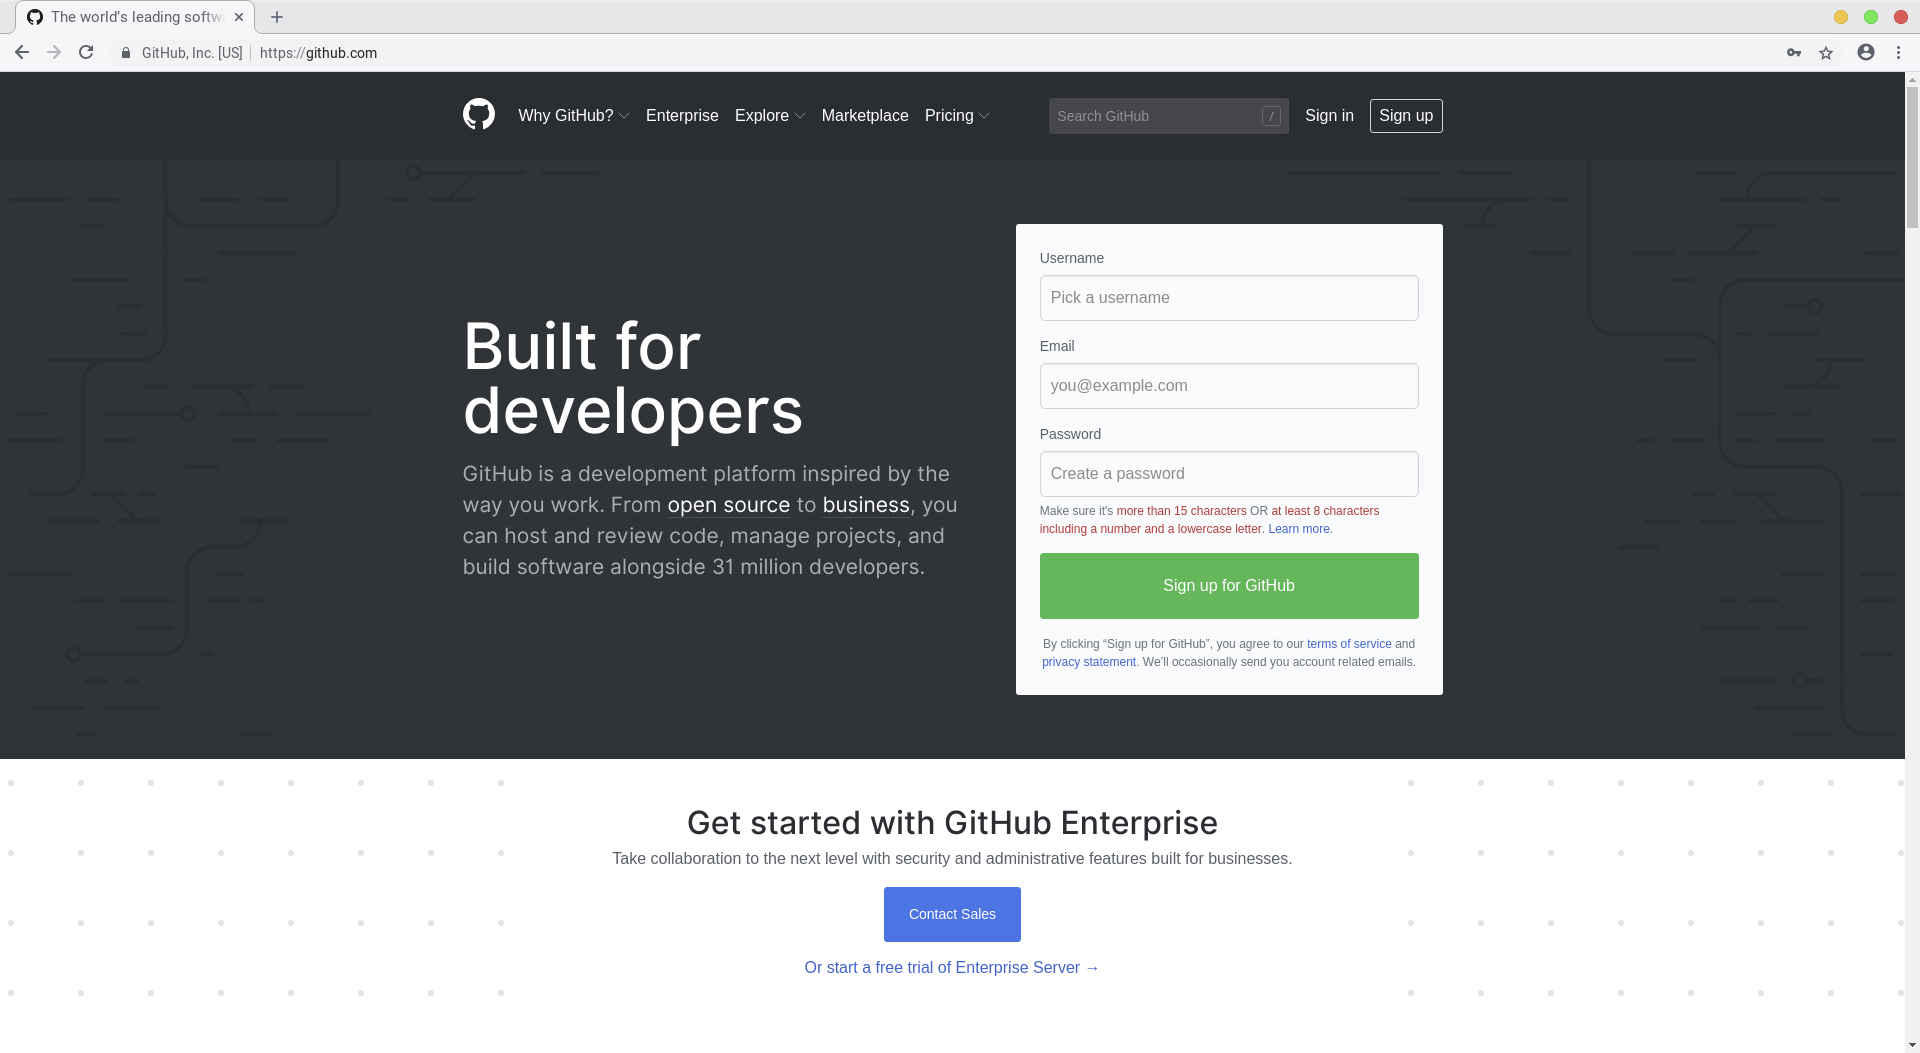 The world's leading softw
GitHub, Inc. [US] https://github.com
Why GitHub? Enterprise Explore Marketplace Pricing Search GitHub / Sign in Sign up
Built for
developers
GitHub is a development platform inspired by the
way you work. From open source to business, you
can host and review code, manage projects, and
build software alongside 31 million developers.
Username
Pick a username
Email
you@example.com
Password
Create a password
Make sure it's more than 15 characters OR at least 8 characters
including a number and a lowercase letter. Learn more.
Sign up for GitHub
By clicking “Sign up for GitHub”, you agree to our terms of service and
privacy statement. We’ll occasionally send you account related emails.
Get started with GitHub Enterprise
Take collaboration to the next level with security and administrative features built for businesses.
Contact Sales
Or start a free trial of Enterprise Server →